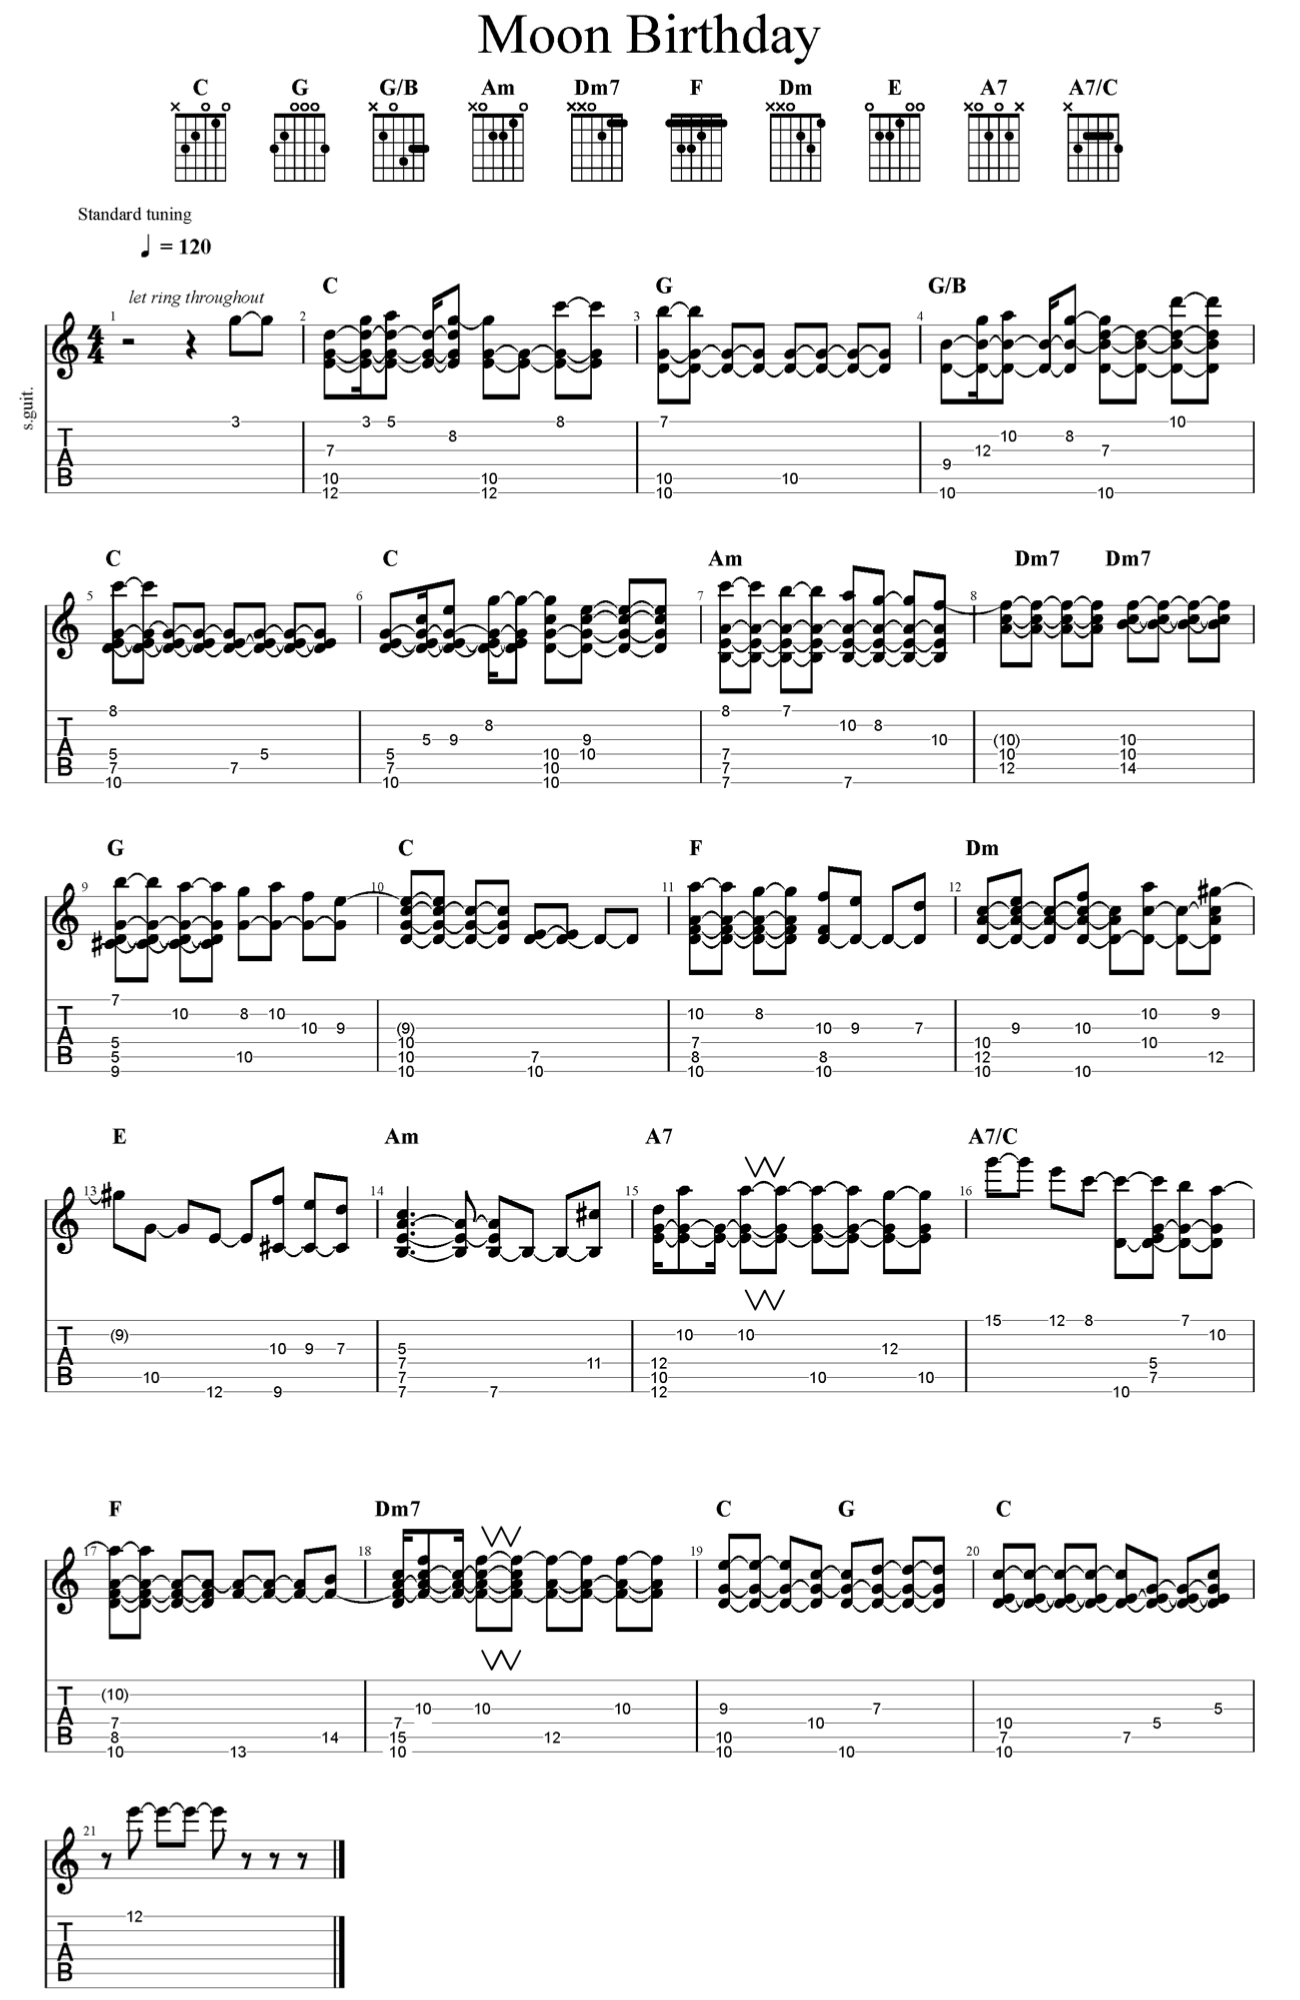 Moon Birthday
C G G/B Am Dm7 F Dm E A7 A7/C
Standard tuning
♩ = 120
let ring throughout
C G G/B
1 2 3 4
4
4
s.guit.
T
A
B
3 3 5 8 7 10 10
8 10 8
7 12 7
9
10 10 10 10
12 12 10 10 10
C C Am Dm7 Dm7
5 6 7 8
T
A
B
8 8 7
8 10 8
5 9 9 10 (10) 10
5 5 5 10 10 7 10 10
7 7 7 10 7 12 14
10 10 10 7 7
G C F Dm
9 10 11 12
T
A
B
7
10 8 10 10 8 10 9
10 9 (9) 10 9 7 9 10
5 10 7 10 10
5 10 10 7 8 8 12 12
9 10 10 10 10 10 10
E Am A7 A7/C
13 14 15 16
T
A
B
15 12 8 7
(9) 10 10 10
10 9 7 5 12
7 11 12 5
10 7 10 10 10 7
12 9 7 7 12 10
F Dm7 C G C
17 18 19 20
T
A
B
(10)
10 10 10 9 7 5
7 7 10 10 5
8 14 15 12 10 7 7
10 13 10 10 10 10
21
T
A
B
12